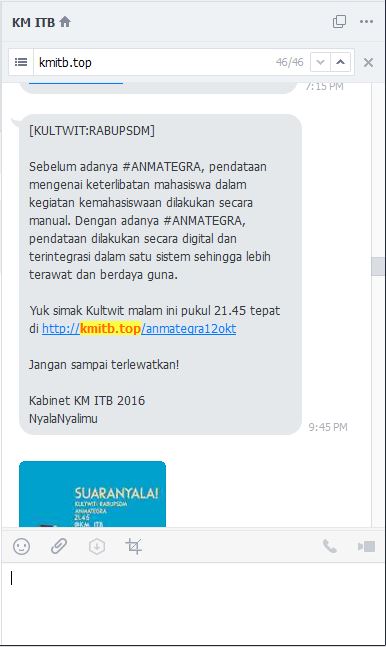 KM ITB
kmitb.top
46/46
7:15 PM
[KULTWIT:RABUPSDM]
Sebelum adanya #ANMATEGRA, pendataan
mengenai keterlibatan mahasiswa dalam
kegiatan kemahasiswaan dilakukan secara
manual. Dengan adanya #ANMATEGRA,
pendataan dilakukan secara digital dan
terintegrasi dalam satu sistem sehingga lebih
terawat dan berdaya guna.
Yuk simak Kultwit malam ini pukul 21.45 tepat
di http://kmitb.top/anmategra12okt
Jangan sampai terlewatkan!
Kabinet KM ITB 2016
NyalaNyalimu
9:45 PM
SUARANYALA!
KULTWIT: RABUPSDM
ANMATEGRA
21.45
@KM_ITB